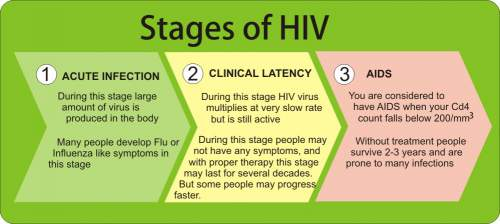 Stages of HIV
1 ACUTE INFECTION
During this stage large
amount of virus is
produced in the body
Many people develop Flu or
Influenza like symptoms in
this stage
2 CLINICAL LATENCY
During this stage HIV virus
multiplies at very slow rate
but is still active
During this stage people may
not have any symptoms, and
with proper therapy this stage
may last for several decades.
But some people may progress
faster.
3 AIDS
You are considered to
have AIDS when your Cd4
count falls below 200/mm3
Without treatment people
survive 2-3 years and are
prone to many infections